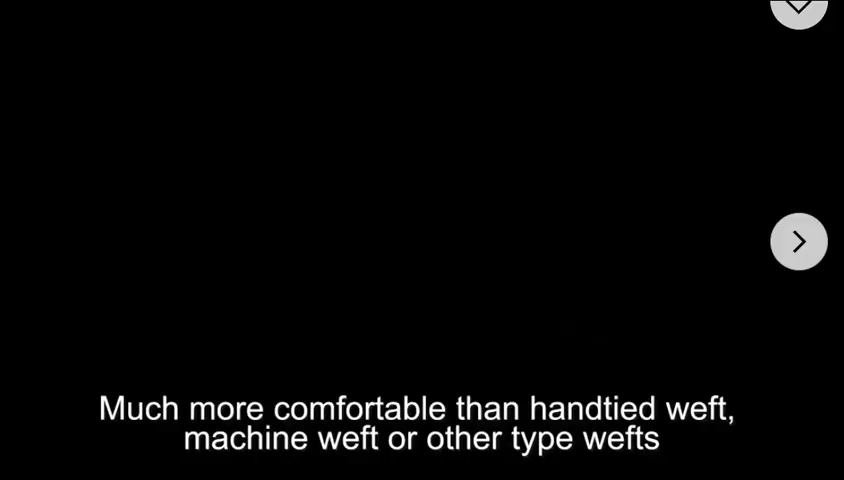 Much more comfortable than handtied weft,
machine weft or other type wefts